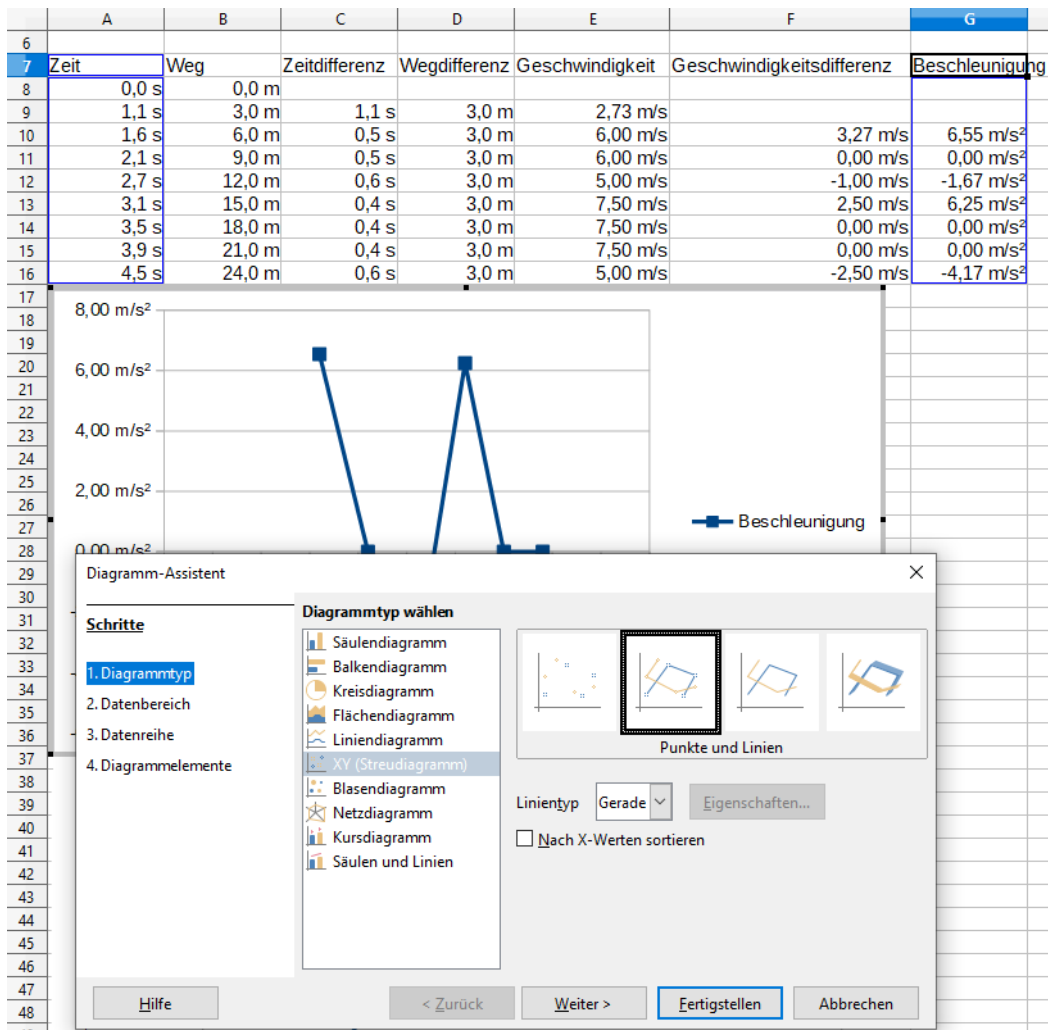 A B C D E F G
6
7 Zeit Weg Zeitdifferenz Wegdifferenz Geschwindigkeit Geschwindigkeitsdifferenz Beschleunigung
8 0,0 s 0,0 m
9 1,1 s 3,0 m 1,1 s 3,0 m 2,73 m/s
10 1,6 s 6,0 m 0,5 s 3,0 m 6,00 m/s 3,27 m/s 6,55 m/s²
11 2,1 s 9,0 m 0,5 s 3,0 m 6,00 m/s 0,00 m/s 0,00 m/s²
12 2,7 s 12,0 m 0,6 s 3,0 m 5,00 m/s -1,00 m/s -1,67 m/s²
13 3,1 s 15,0 m 0,4 s 3,0 m 7,50 m/s 2,50 m/s 6,25 m/s²
14 3,5 s 18,0 m 0,4 s 3,0 m 7,50 m/s 0,00 m/s 0,00 m/s²
15 3,9 s 21,0 m 0,4 s 3,0 m 7,50 m/s 0,00 m/s 0,00 m/s²
16 4,5 s 24,0 m 0,6 s 3,0 m 5,00 m/s -2,50 m/s -4,17 m/s²
17
18 8,00 m/s²
19
20 6,00 m/s²
21
22
23 4,00 m/s²
24
25 2,00 m/s²
26
27 Beschleunigung
28 0,00 m/s²
29 Diagramm-Assistent
30
31 Schritte Diagrammtyp wählen
32 Säulendiagramm
33 1. Diagrammtyp Balkendiagramm
34 2. Datenbereich Kreisdiagramm
35 Flächendiagramm
36 3. Datenreihe Liniendiagramm Punkte und Linien
37 4. Diagrammelemente XY (Streudiagramm)
38 Blasendiagramm
39 Netzdiagramm Linientyp Gerade Eigenschaften...
40 Kursdiagramm Nach X-Werten sortieren
41 Säulen und Linien
42
43
44
45
46
47 Hilfe < Zurück Weiter > Fertigstellen Abbrechen
48